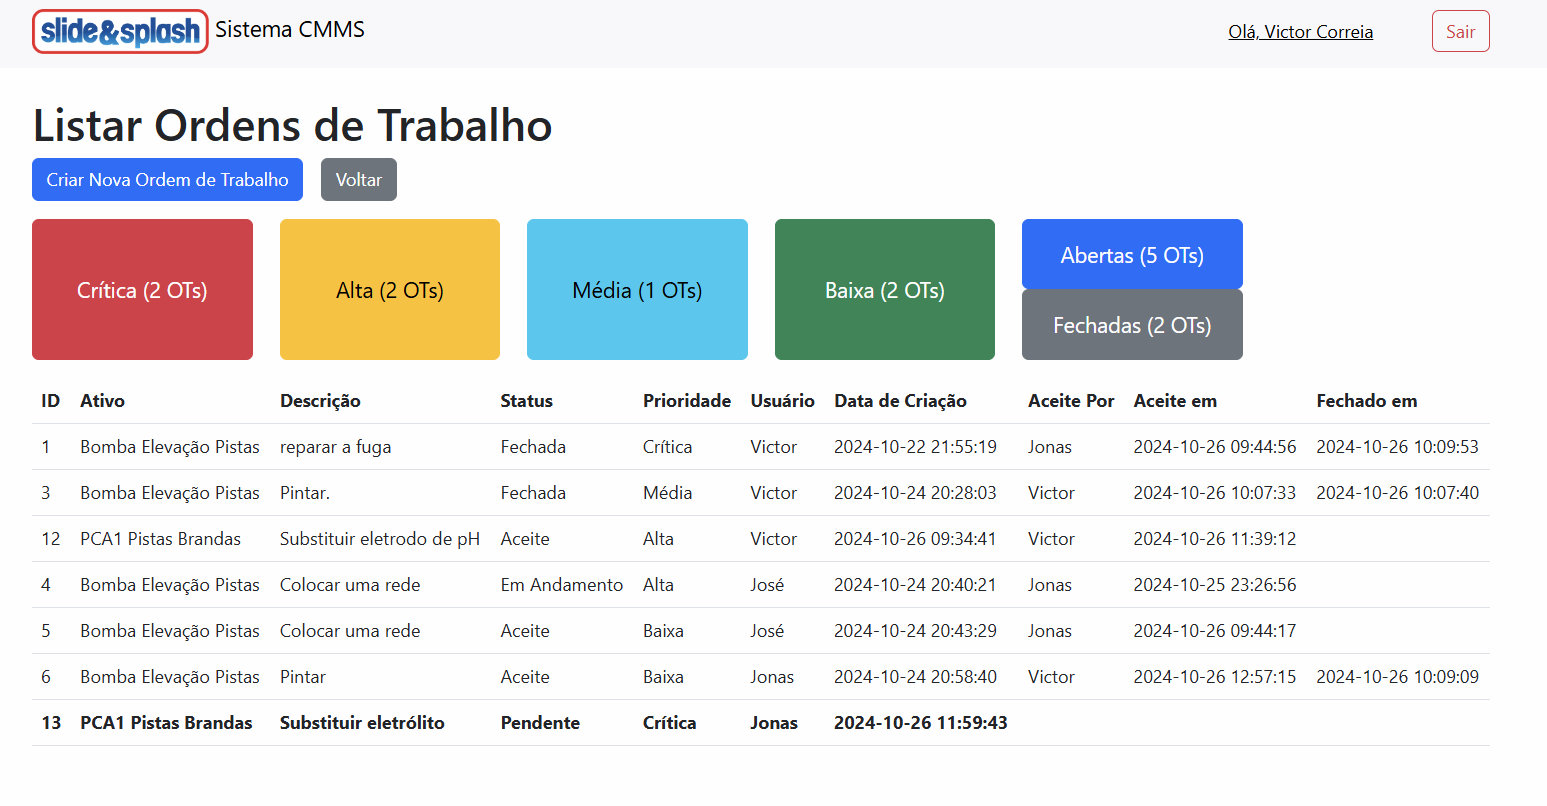 slide&splash Sistema CMMS Olá, Victor Correia Sair
Listar Ordens de Trabalho
Criar Nova Ordem de Trabalho Voltar
Crítica (2 OTs) Alta (2 OTs) Média (1 OTs) Baixa (2 OTs) Abertas (5 OTs)
Fechadas (2 OTs)
ID Ativo Descrição Status Prioridade Usuário Data de Criação Aceite Por Aceite em Fechado em
1 Bomba Elevação Pistas reparar a fuga Fechada Crítica Victor 2024-10-22 21:55:19 Jonas 2024-10-26 09:44:56 2024-10-26 10:09:53
3 Bomba Elevação Pistas Pintar. Fechada Média Victor 2024-10-24 20:28:03 Victor 2024-10-26 10:07:33 2024-10-26 10:07:40
12 PCA1 Pistas Brandas Substituir eletrodo de pH Aceite Alta Victor 2024-10-26 09:34:41 Victor 2024-10-26 11:39:12
4 Bomba Elevação Pistas Colocar uma rede Em Andamento Alta José 2024-10-24 20:40:21 Jonas 2024-10-25 23:26:56
5 Bomba Elevação Pistas Colocar uma rede Aceite Baixa José 2024-10-24 20:43:29 Jonas 2024-10-26 09:44:17
6 Bomba Elevação Pistas Pintar Aceite Baixa Jonas 2024-10-24 20:58:40 Victor 2024-10-26 12:57:15 2024-10-26 10:09:09
13 PCA1 Pistas Brandas Substituir eletrólito Pendente Crítica Jonas 2024-10-26 11:59:43